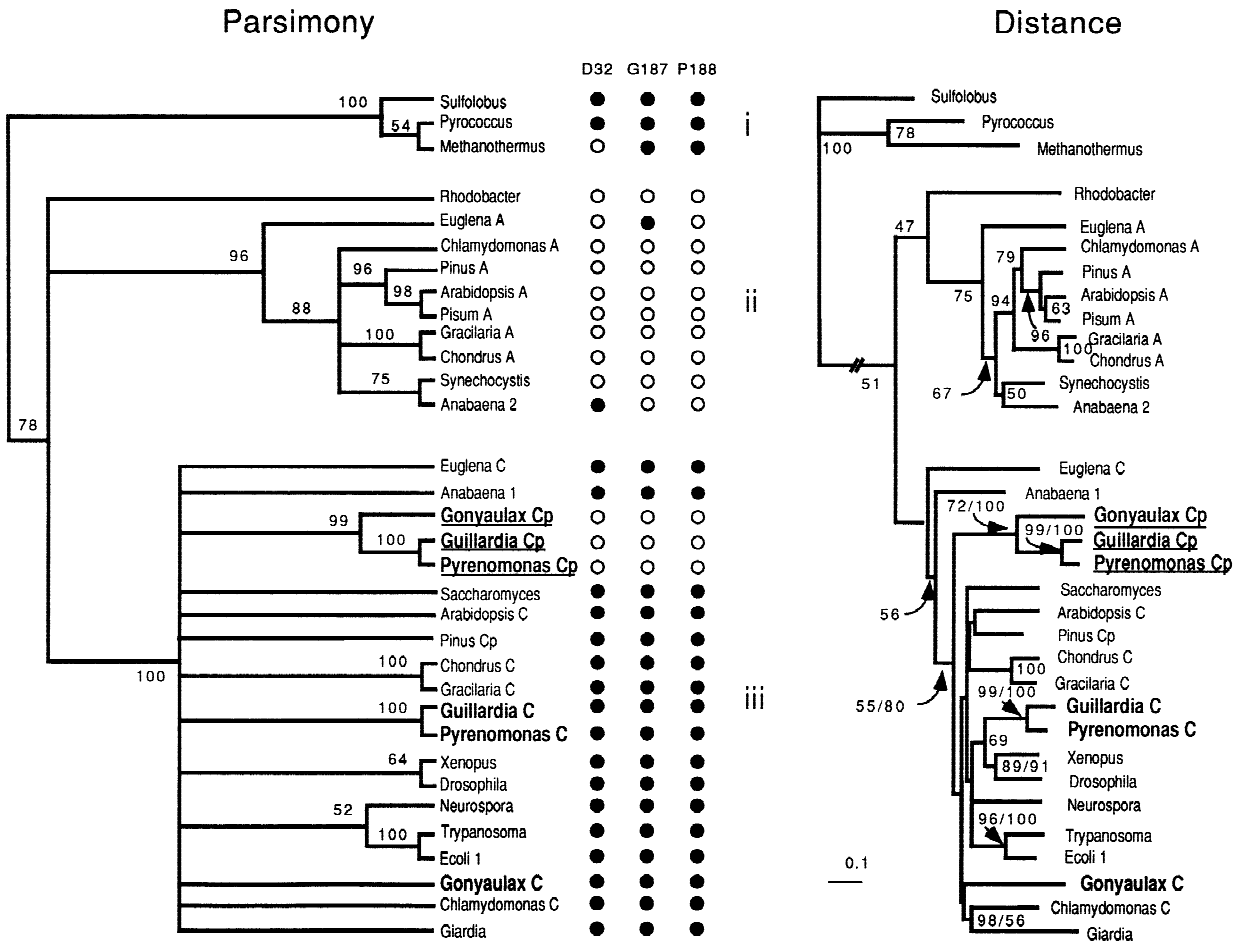 Parsimony
Distance
D32 G187 P188
100
Sulfolobus
54
Pyrococcus
Methanothermus
i
Rhodobacter
Euglena A
96
Chlamydomonas A
96
Pinus A
98
Arabidopsis A
88
Pisum A
100
Gracilaria A
Chondrus A
75
Synechocystis
Anabaena 2
ii
78
Euglena C
Anabaena 1
99
Gonyaulax Cp
100
Guillardia Cp
Pyrenomonas Cp
Saccharomyces
Arabidopsis C
Pinus Cp
100
100
Chondrus C
Gracilaria C
100
Guillardia C
Pyrenomonas C
iii
64
Xenopus
Drosophila
52
Neurospora
100
Trypanosoma
Ecoli 1
Gonyaulax C
Chlamydomonas C
Giardia
Sulfolobus
Pyrococcus
78
100
Methanothermus
Rhodobacter
47
Euglena A
79
Chlamydomonas A
Pinus A
75
94
Arabidopsis A
63
Pisum A
96
Gracilaria A
100
Chondrus A
51
67
Synechocystis
50
Anabaena 2
Euglena C
Anabaena 1
72/100
Gonyaulax Cp
99/100
Guillardia Cp
Pyrenomonas Cp
56
Saccharomyces
Arabidopsis C
Pinus Cp
Chondrus C
100
Gracilaria C
55/80
99/100
Guillardia C
Pyrenomonas C
69
Xenopus
89/91
Drosophila
Neurospora
96/100
Trypanosoma
Ecoli 1
0.1
Gonyaulax C
Chlamydomonas C
98/56
Giardia